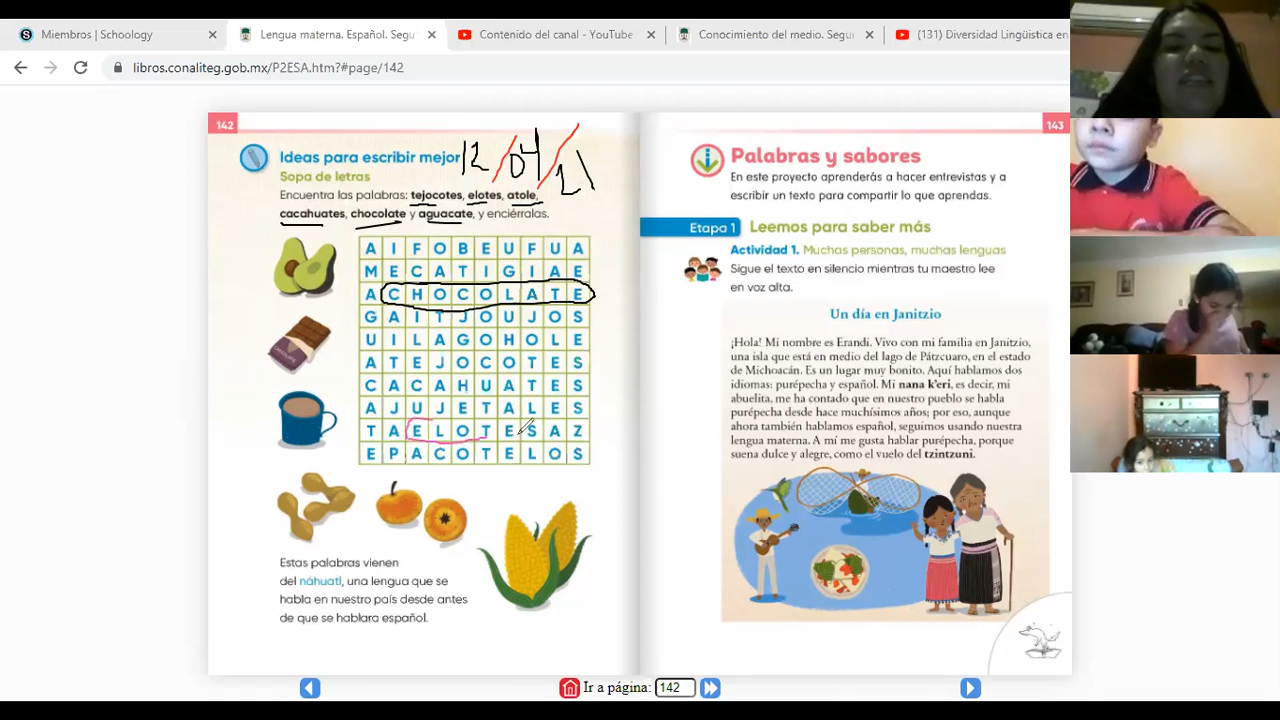 Miembros | Schoology
Lengua materna. Español. Segu
Contenido del canal - YouTube
Conocimiento del medio. Segu
(131) Diversidad Lingüística en
libros.conaliteg.gob.mx/P2ESA.htm?#page/142
142
Ideas para escribir mejor
12/04/21
Sopa de letras
Encuentra las palabras: tejocotes, elotes, atole,
cacahuates, chocolate y aguacate, y enciérralas.
A I F O B E U F U A
M E C A T I G I A E
A C H O C O L A T E
G A I T J O U J O S
U I L A G O H O L E
A T E J O C O T E S
C A C A H U A T E S
A J U J E T A L E S
T A E L O T E S A Z
E P A C O T E L O S
CHOCOLATE
Estas palabras vienen
del náhuatl, una lengua que se
habla en nuestro país desde antes
de que se hablara español.
143
Palabras y sabores
En este proyecto aprenderás a hacer entrevistas y a
escribir un texto para compartir lo que aprendas.
Etapa 1 Leemos para saber más
Actividad 1. Muchas personas, muchas lenguas
Sigue el texto en silencio mientras tu maestro lee
en voz alta.
Un día en Janitzio
¡Hola! Mi nombre es Erandi. Vivo con mi familia en Janitzio,
una isla que está en medio del lago de Pátzcuaro, en el estado
de Michoacán. Es un lugar muy bonito. Aquí hablamos dos
idiomas: purépecha y español. Mi nana k'eri, es decir, mi
abuelita, me ha contado que en nuestro pueblo se habla
purépecha desde hace muchísimos años; por eso, aunque
ahora también hablamos español, seguimos usando nuestra
lengua materna. A mí me gusta hablar purépecha, porque
suena dulce y alegre, como el vuelo del tzintzuni.
Ir a página: 142